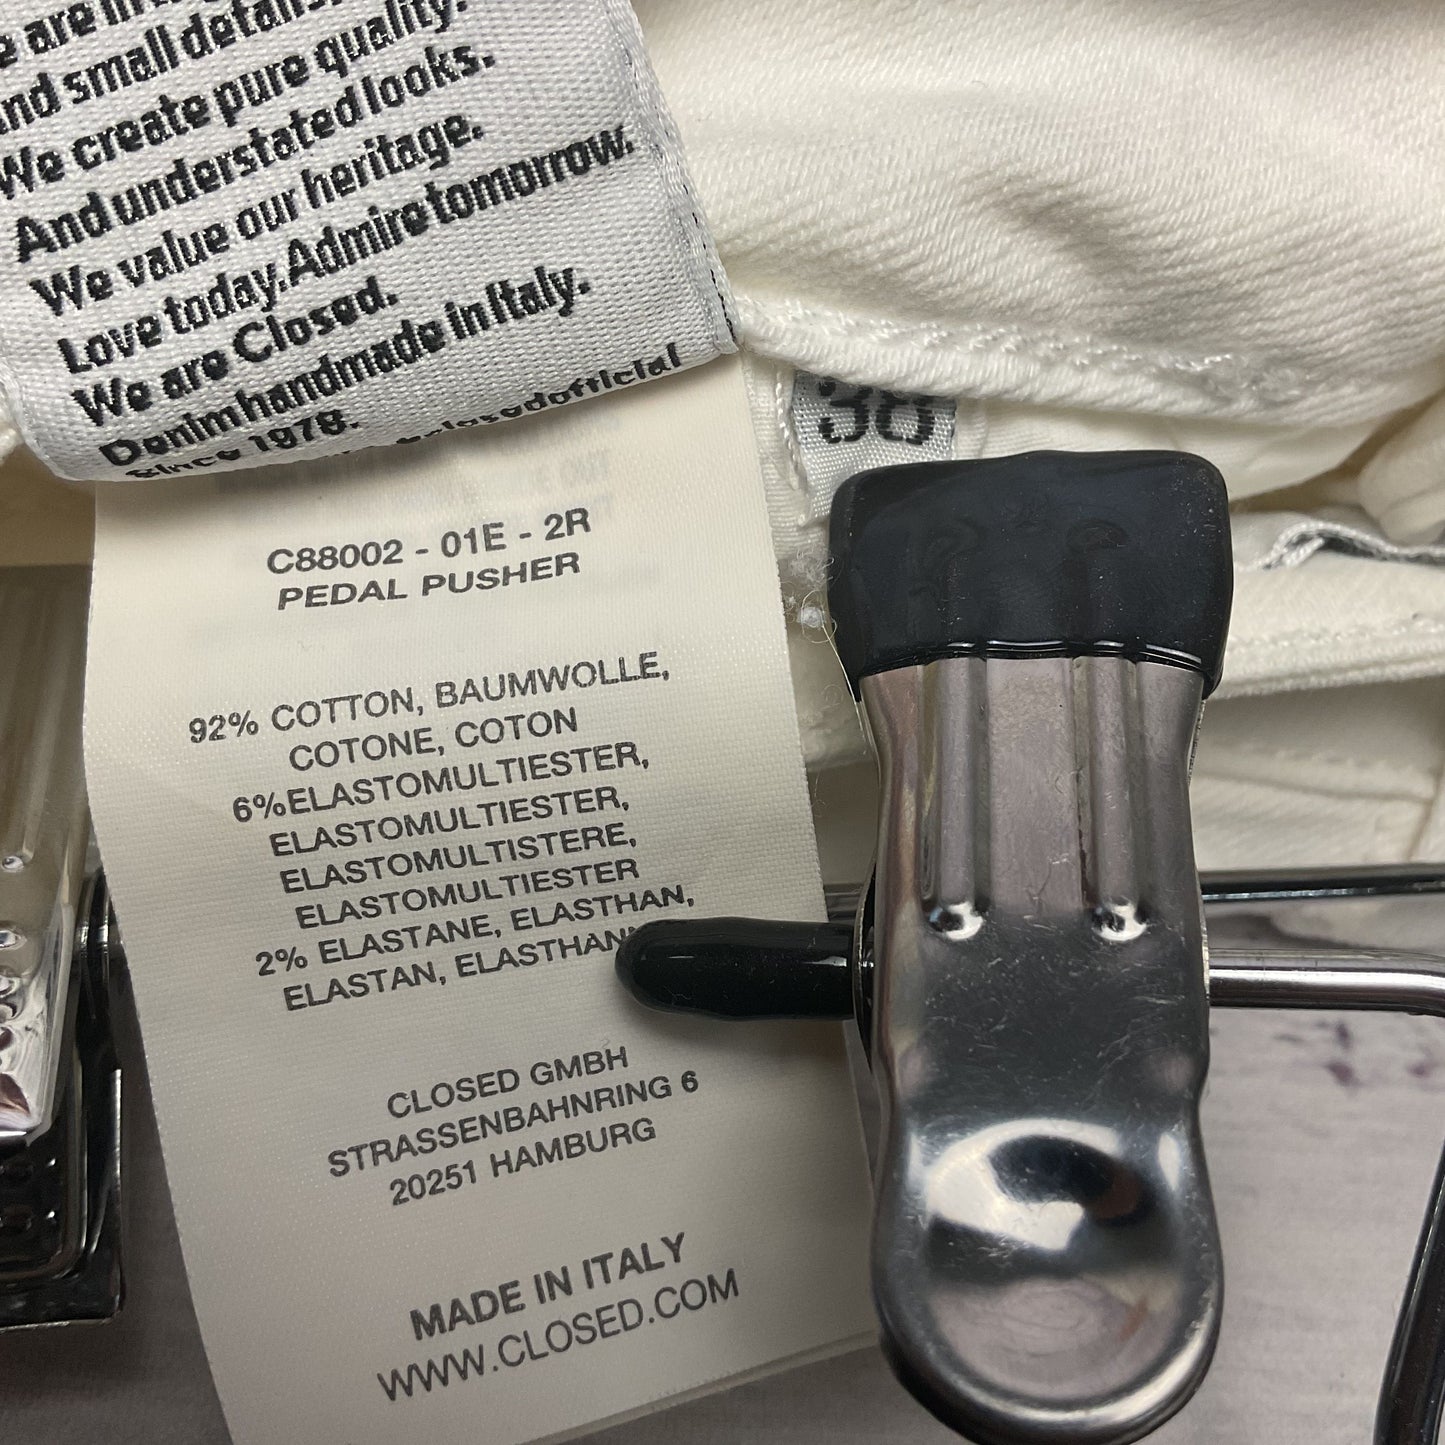 and small details.
We create pure quality.
And understated looks.
We value our heritage.
Love today. Admire tomorrow.
We are Closed.
Denim handmade in Italy.
Since 1978.
38
C88002 - 01E - 2R
PEDAL PUSHER
92% COTTON, BAUMWOLLE,
COTONE, COTON
6%ELASTOMULTIESTER,
ELASTOMULTIESTER,
ELASTOMULTISTERE,
ELASTOMULTIESTER
2% ELASTANE, ELASTHAN,
ELASTAN,
CLOSED GMBH
STRASSENBAHNRING 6
20251 HAMBURG
MADE IN ITALY
WWW.CLOSED.COM